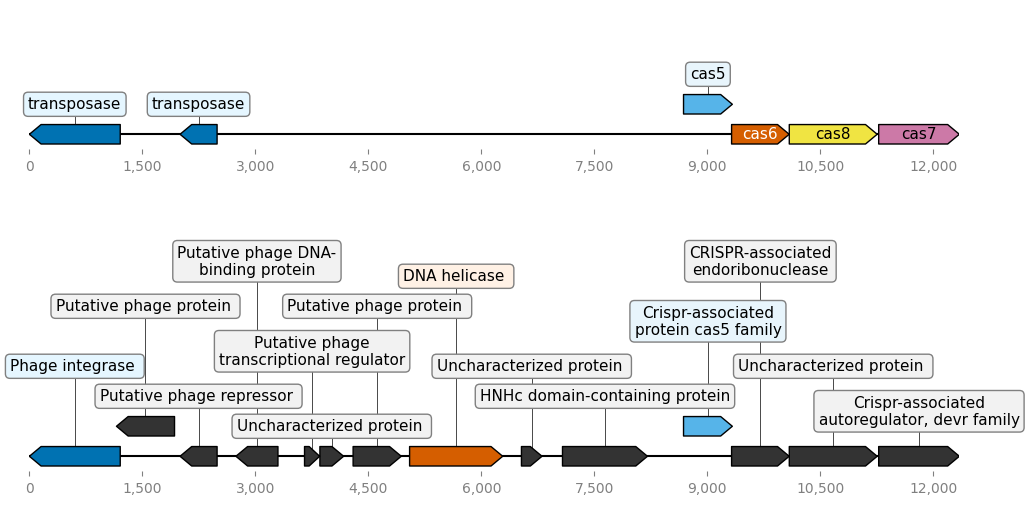 cas5
transposase
transposase
cas6
cas8
cas7
0
1,500
3,000
4,500
6,000
7,500
9,000
10,500
12,000
Putative phage DNA-
binding protein
CRISPR-associated
endoribonuclease
DNA helicase
Putative phage protein
Putative phage protein
Crispr-associated
protein cas5 family
Putative phage
transcriptional regulator
Phage integrase
Uncharacterized protein
Uncharacterized protein
Putative phage repressor
HNHc domain-containing protein
Crispr-associated
autoregulator, devr family
Uncharacterized protein
0
1,500
3,000
4,500
6,000
7,500
9,000
10,500
12,000